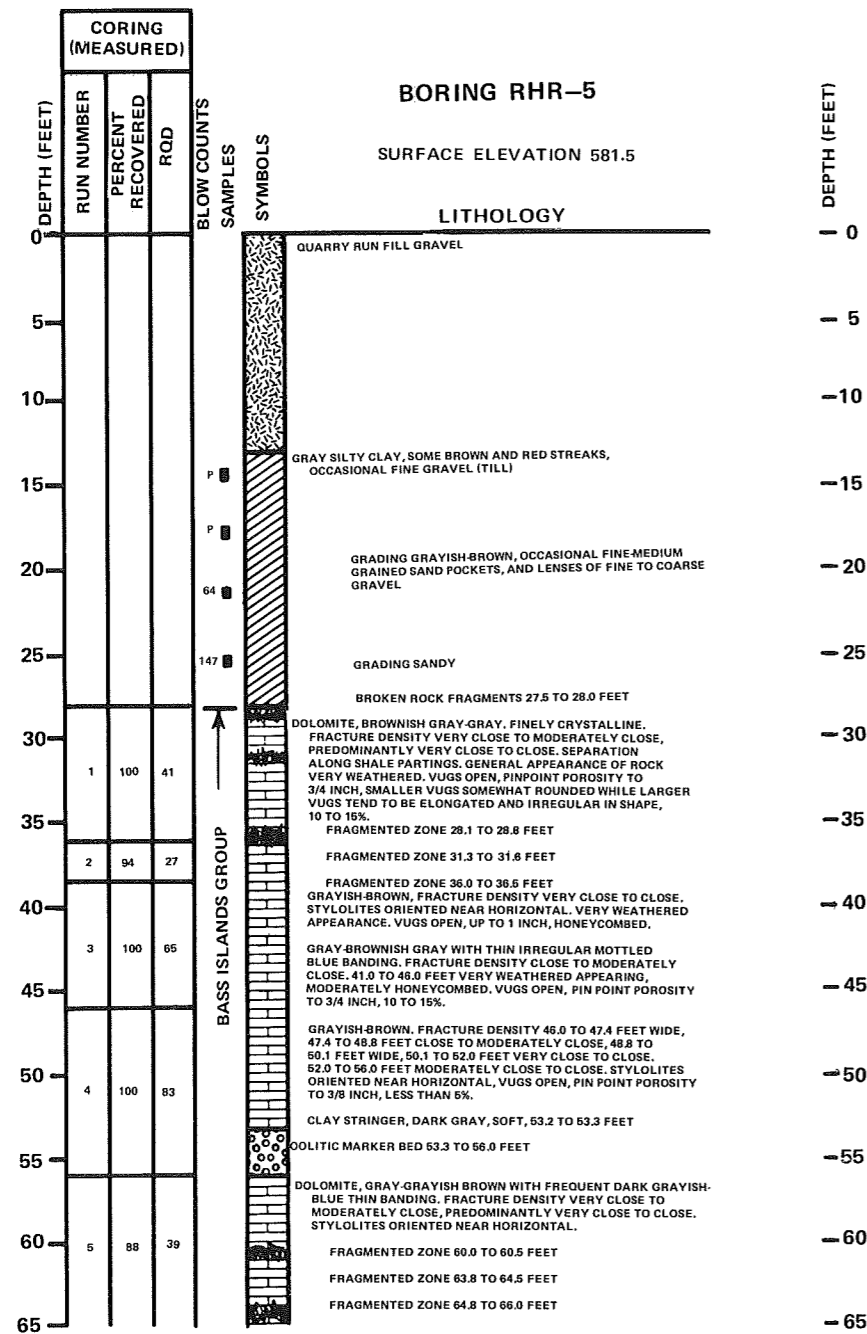 CORING
(MEASURED)
DEPTH (FEET)
RUN NUMBER
PERCENT
RECOVERED
RQD
BLOW COUNTS
SAMPLES
SYMBOLS
BORING RHR–5
SURFACE ELEVATION 581.5
LITHOLOGY
DEPTH (FEET)
0
QUARRY RUN FILL GRAVEL
0
5
5
10
10
GRAY SILTY CLAY, SOME BROWN AND RED STREAKS,
OCCASIONAL FINE GRAVEL (TILL)
P
15
15
P
GRADING GRAYISH-BROWN, OCCASIONAL FINE-MEDIUM
GRAINED SAND POCKETS, AND LENSES OF FINE TO COARSE
GRAVEL
20
20
64
25
147
GRADING SANDY
25
BROKEN ROCK FRAGMENTS 27.5 TO 28.0 FEET
DOLOMITE, BROWNISH GRAY-GRAY. FINELY CRYSTALLINE.
FRACTURE DENSITY VERY CLOSE TO MODERATELY CLOSE,
PREDOMINANTLY VERY CLOSE TO CLOSE. SEPARATION
ALONG SHALE PARTINGS. GENERAL APPEARANCE OF ROCK
VERY WEATHERED. VUGS OPEN, PINPOINT POROSITY TO
3/4 INCH, SMALLER VUGS SOMEWHAT ROUNDED WHILE LARGER
VUGS TEND TO BE ELONGATED AND IRREGULAR IN SHAPE,
10 TO 15%.
30
30
1
100
41
35
35
FRAGMENTED ZONE 28.1 TO 28.8 FEET
2
94
27
FRAGMENTED ZONE 31.3 TO 31.6 FEET
FRAGMENTED ZONE 36.0 TO 36.5 FEET
BASS ISLANDS GROUP
GRAYISH-BROWN, FRACTURE DENSITY VERY CLOSE TO CLOSE.
STYLOLITES ORIENTED NEAR HORIZONTAL. VERY WEATHERED
APPEARANCE. VUGS OPEN, UP TO 1 INCH, HONEYCOMBED.
40
40
3
100
65
GRAY-BROWNISH GRAY WITH THIN IRREGULAR MOTTLED
BLUE BANDING. FRACTURE DENSITY CLOSE TO MODERATELY
CLOSE. 41.0 TO 46.0 FEET VERY WEATHERED APPEARING,
MODERATELY HONEYCOMBED. VUGS OPEN, PIN POINT POROSITY
TO 3/4 INCH, 10 TO 15%.
45
45
GRAYISH-BROWN. FRACTURE DENSITY 46.0 TO 47.4 FEET WIDE,
47.4 TO 48.8 FEET CLOSE TO MODERATELY CLOSE, 48.8 TO
50.1 FEET WIDE, 50.1 TO 52.0 FEET VERY CLOSE TO CLOSE.
52.0 TO 56.0 FEET MODERATELY CLOSE TO CLOSE. STYLOLITES
ORIENTED NEAR HORIZONTAL, VUGS OPEN, PIN POINT POROSITY
TO 3/8 INCH, LESS THAN 5%.
50
50
4
100
83
CLAY STRINGER, DARK GRAY, SOFT, 53.2 TO 53.3 FEET
OOLITIC MARKER BED 53.3 TO 56.0 FEET
55
55
DOLOMITE, GRAY-GRAYISH BROWN WITH FREQUENT DARK GRAYISH-
BLUE THIN BANDING. FRACTURE DENSITY VERY CLOSE TO
MODERATELY CLOSE, PREDOMINANTLY VERY CLOSE TO CLOSE.
STYLOLITES ORIENTED NEAR HORIZONTAL.
60
60
5
88
39
FRAGMENTED ZONE 60.0 TO 60.5 FEET
FRAGMENTED ZONE 63.8 TO 64.5 FEET
FRAGMENTED ZONE 64.8 TO 66.0 FEET
65
65